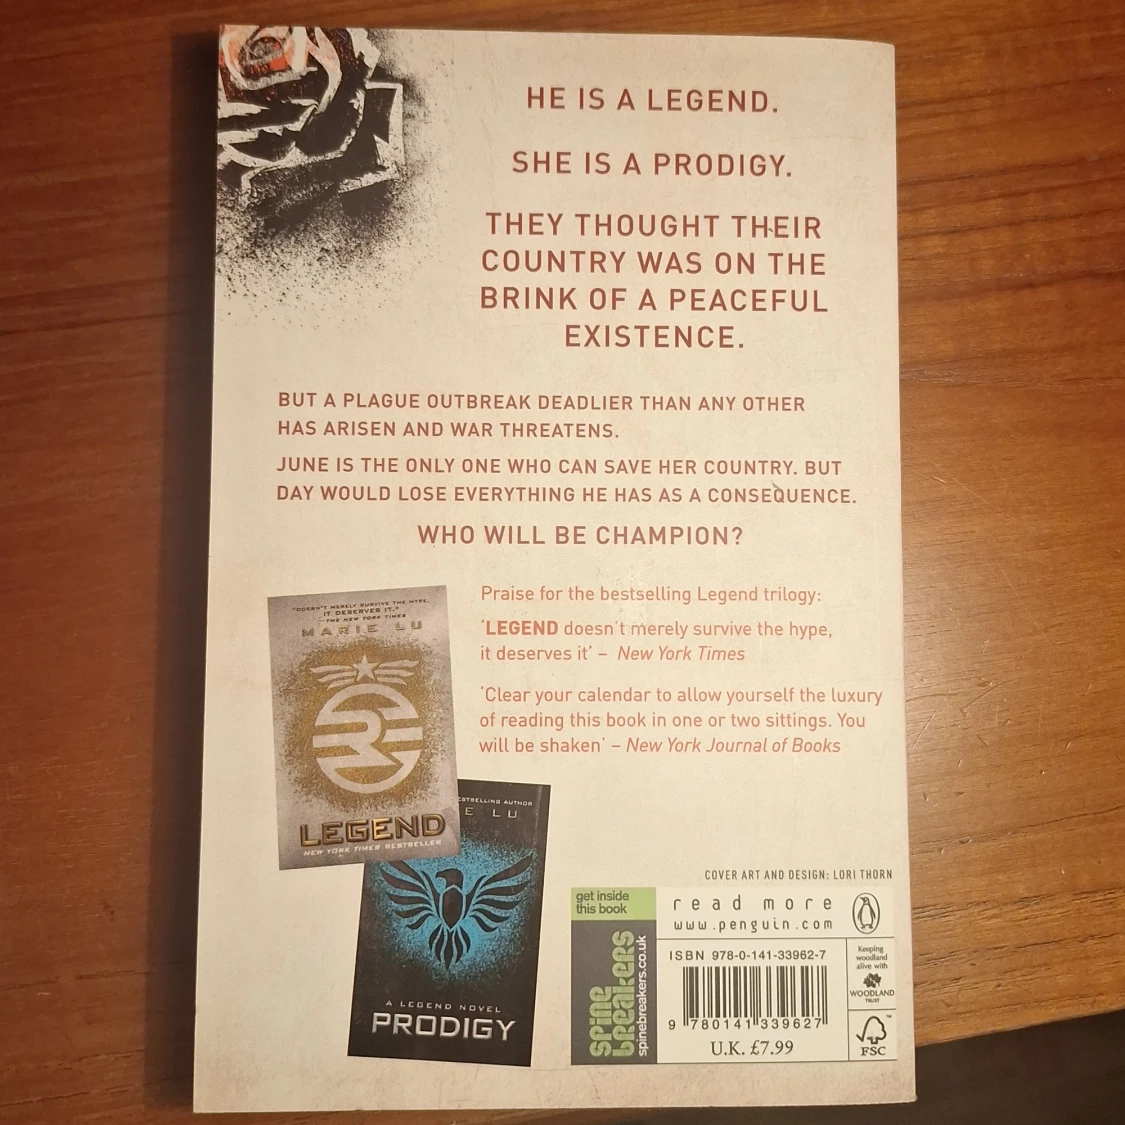 HE IS A LEGEND.
SHE IS A PRODIGY.
THEY THOUGHT THEIR
COUNTRY WAS ON THE
BRINK OF A PEACEFUL
EXISTENCE.
BUT A PLAGUE OUTBREAK DEADLIER THAN ANY OTHER
HAS ARISEN AND WAR THREATENS.
JUNE IS THE ONLY ONE WHO CAN SAVE HER COUNTRY. BUT
DAY WOULD LOSE EVERYTHING HE HAS AS A CONSEQUENCE.
WHO WILL BE CHAMPION?
Praise for the bestselling Legend trilogy:
‘LEGEND doesn’t merely survive the hype,
it deserves it’ – New York Times
‘Clear your calendar to allow yourself the luxury
of reading this book in one or two sittings. You
will be shaken’ – New York Journal of Books
"DOESN'T MERELY SURVIVE THE HYPE,
IT DESERVES IT."
—THE NEW YORK TIMES
MARIE LU
LEGEND
NEW YORK TIMES BESTSELLER
ESTSELLING AUTHOR
E LU
A LEGEND NOVEL
PRODIGY
COVER ART AND DESIGN: LORI THORN
get inside
this book
spine
breakers
spinebreakers.co.uk
read more
www.penguin.com
ISBN 978-0-141-33962-7
9 780141 339627
U.K. £7.99
Keeping
woodland
alive with
WOODLAND
TRUST
™
FSC